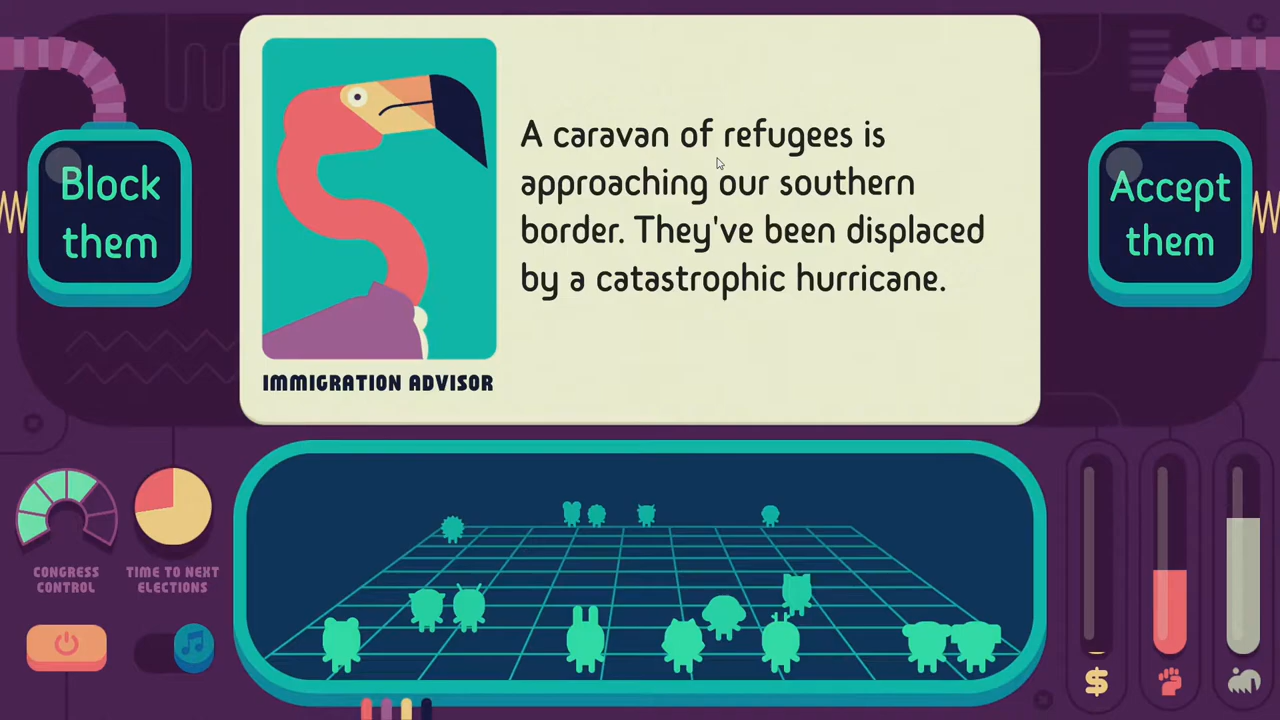 Block
them
A caravan of refugees is
approaching our southern
border. They've been displaced
by a catastrophic hurricane.
Accept
them
IMMIGRATION ADVISOR
CONGRESS
CONTROL
TIME TO NEXT
ELECTIONS
$